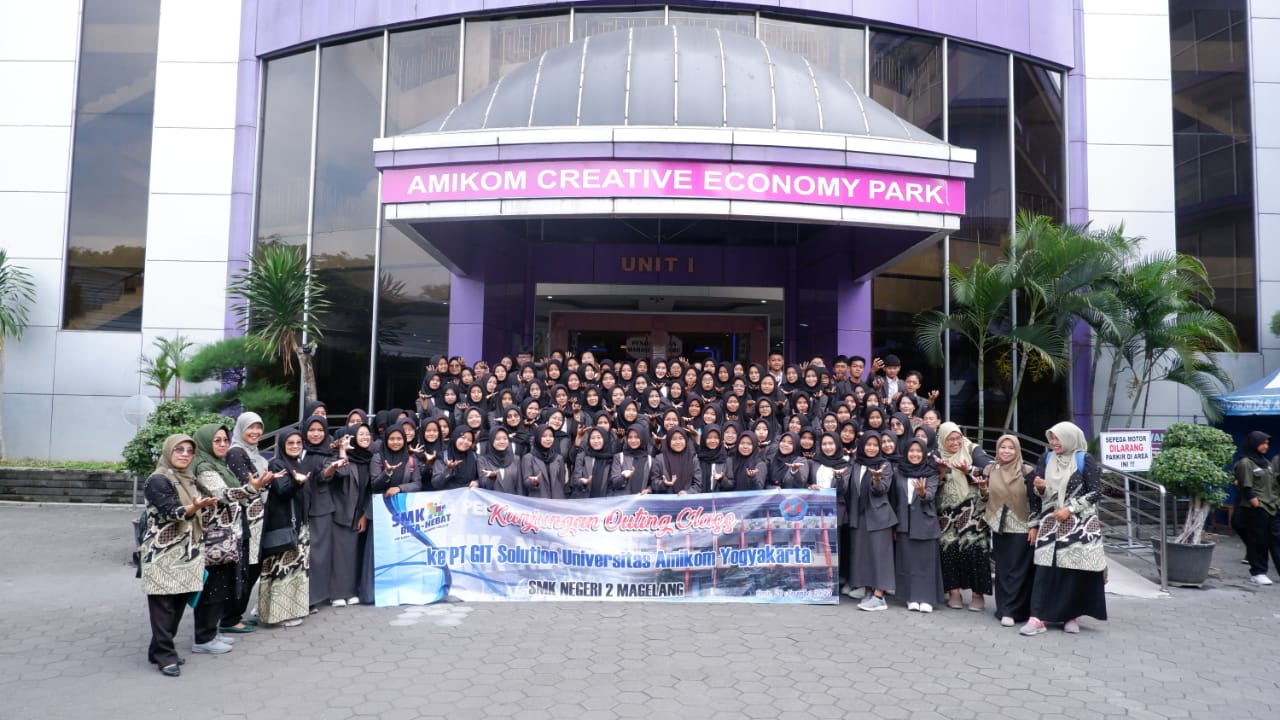 AMIKOM CREATIVE ECONOMY PARK
UNIT I
SMK
BISA-HEBAT
Kunjungan Outing Class
ke PT GIT Solution Universitas Amikom Yogyakarta
SMK NEGERI 2 MAGELANG
SEPEDA MOTOR
DILARANG
PARKIR DI AREA
INI !!!